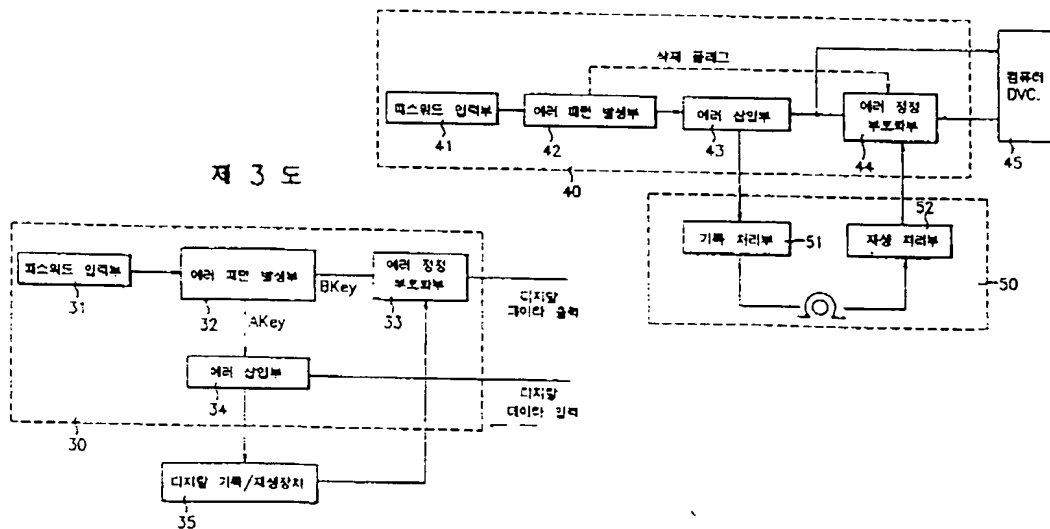 삭제 플래그
컴퓨터
DVC.
패스워드 입력부
에러 패턴 발생부
에러 삽입부
에러 정정
부호화부
41
42
43
44
45
40
제 3 도
기록 처리부
51
재생 처리부
52
50
패스워드 입력부
에러 패턴 발생부
BKey
에러 정정
부호화부
디지탈
데이타 출력
31
32
AKey
33
에러 삽입부
34
디지탈
데이타 입력
30
디지탈 기록/재생장치
35